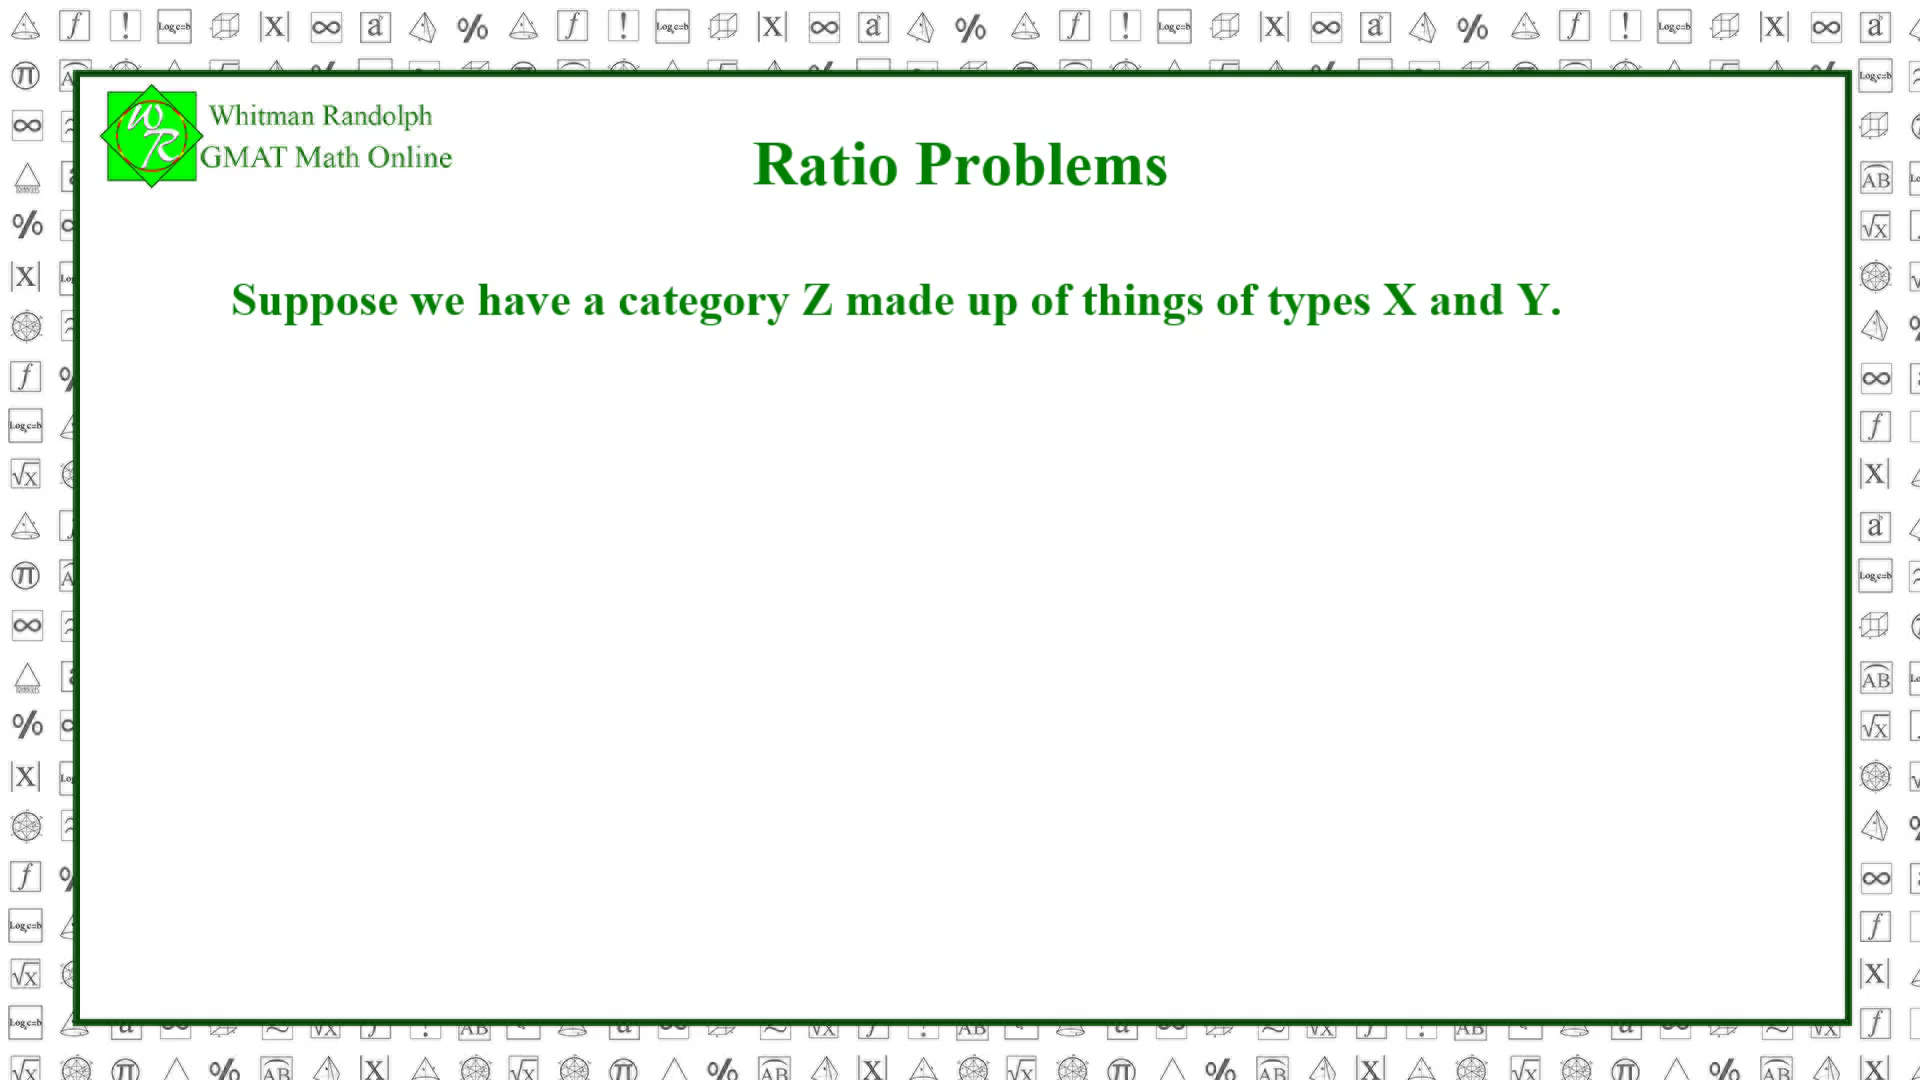 Whitman Randolph
GMAT Math Online
Ratio Problems
Suppose we have a category Z made up of things of types X and Y.